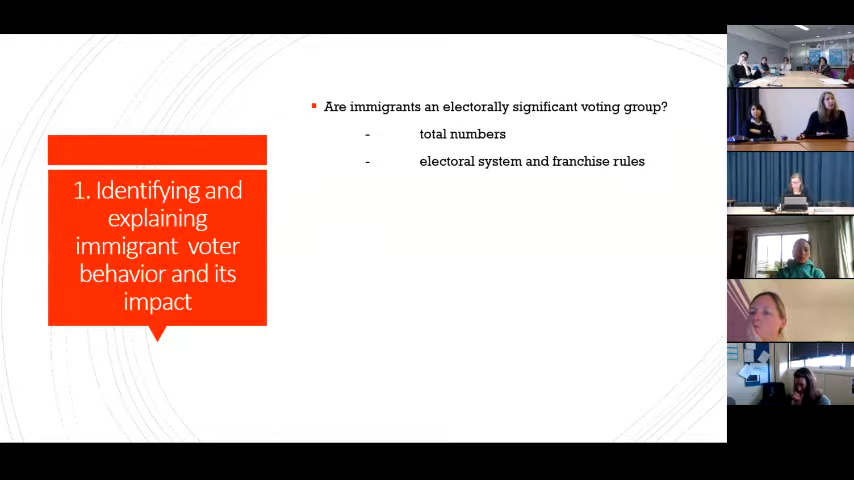 1. Identifying and
explaining
immigrant voter
behavior and its
impact
▪ Are immigrants an electorally significant voting group?
- total numbers
- electoral system and franchise rules